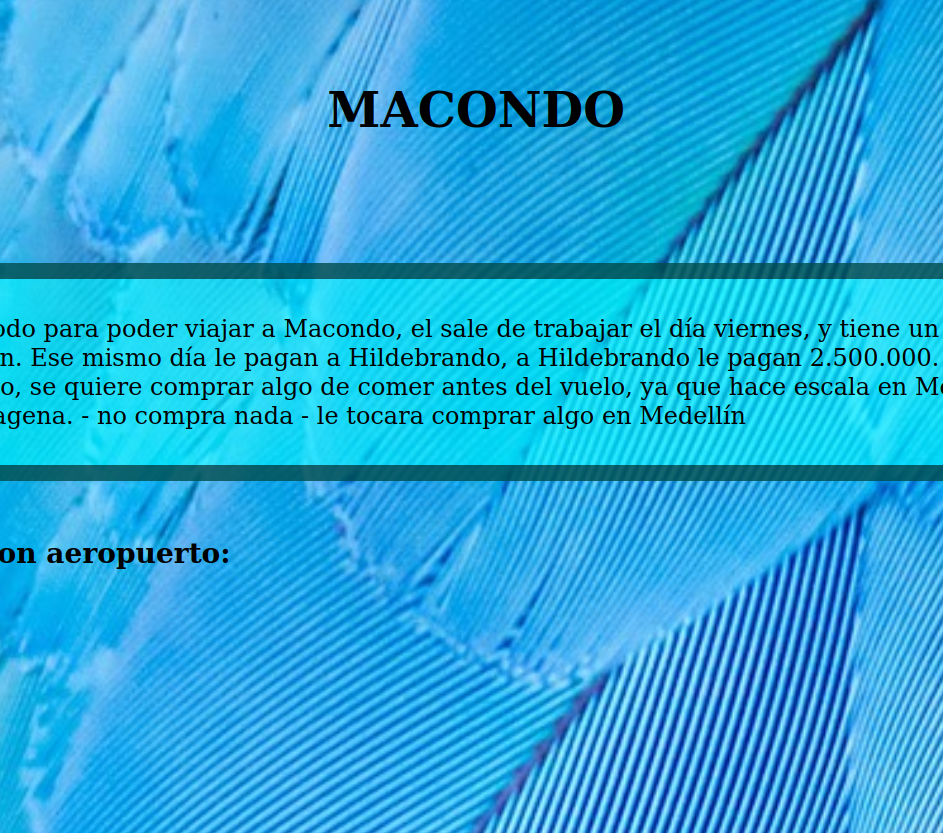 MACONDO
odo para poder viajar a Macondo, el sale de trabajar el día viernes, y tiene un
n. Ese mismo día le pagan a Hildebrando, a Hildebrando le pagan 2.500.000.
o, se quiere comprar algo de comer antes del vuelo, ya que hace escala en Me
agena. - no compra nada - le tocara comprar algo en Medellín
on aeropuerto: